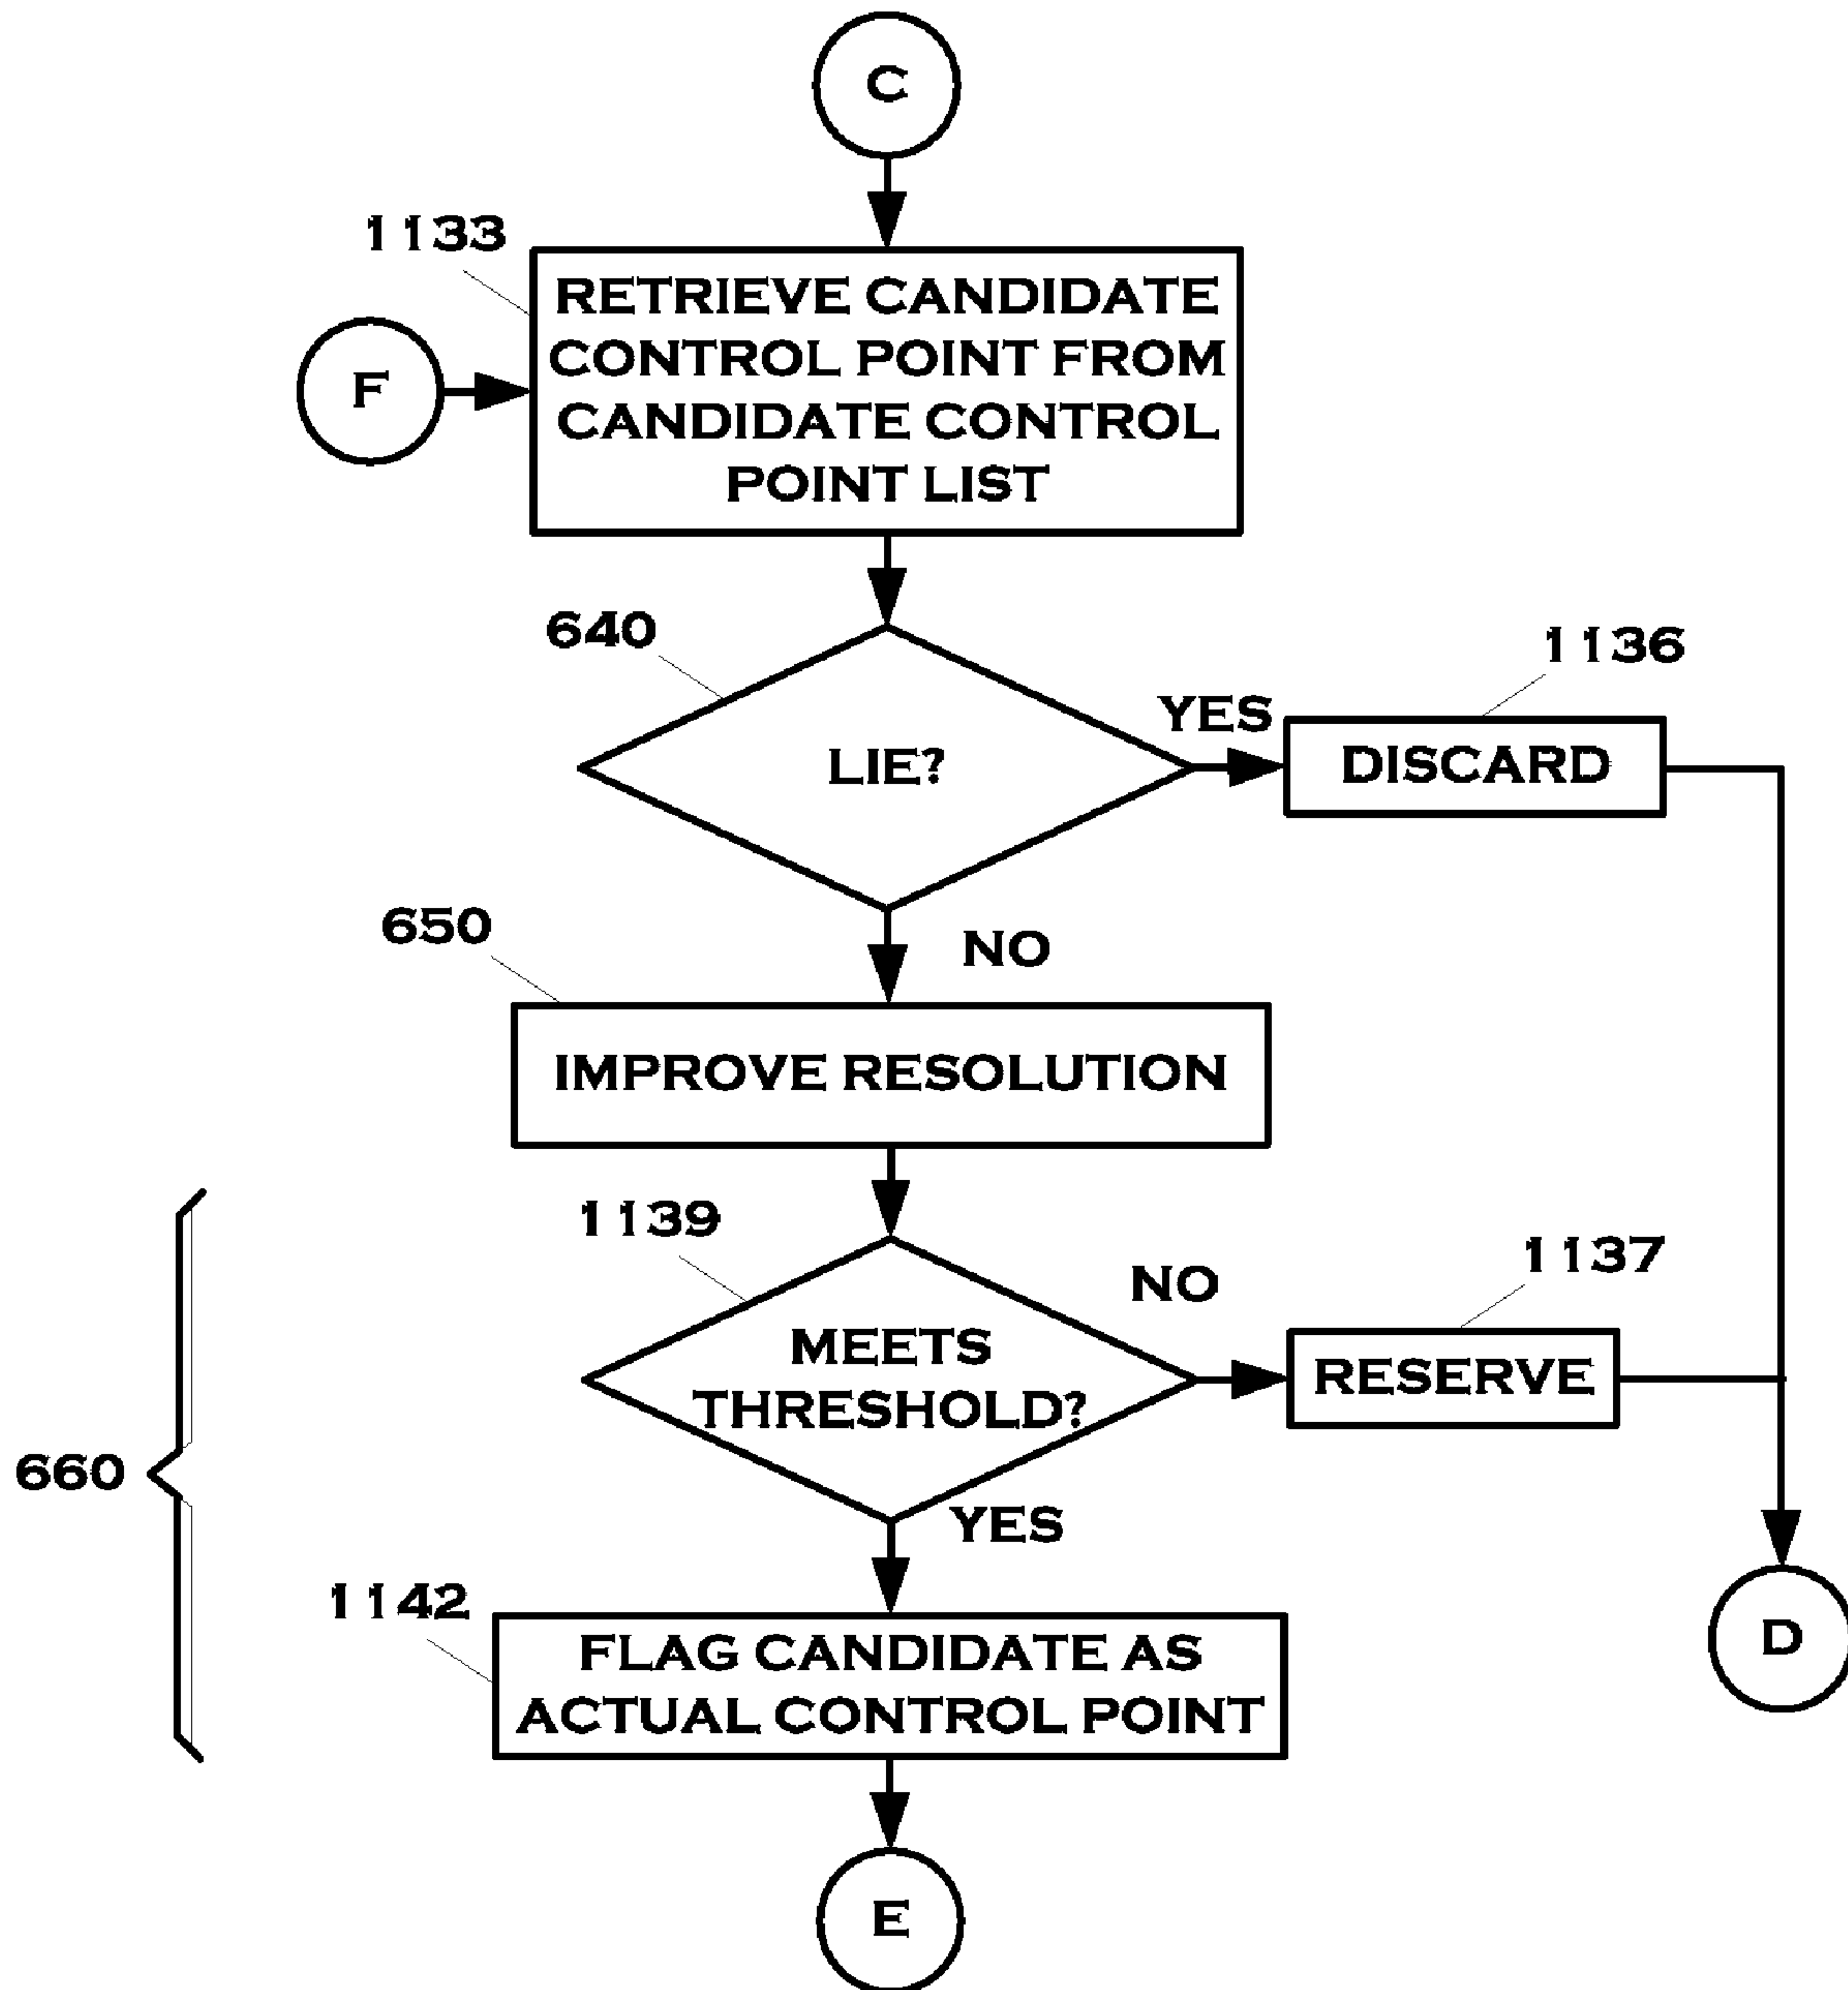 C
1133
RETRIEVE CANDIDATE
CONTROL POINT FROM
CANDIDATE CONTROL
POINT LIST
F
640
LIE?
YES
1136
DISCARD
NO
650
IMPROVE RESOLUTION
1139
MEETS
THRESHOLD?
NO
1137
RESERVE
660
YES
1142
FLAG CANDIDATE AS
ACTUAL CONTROL POINT
D
E